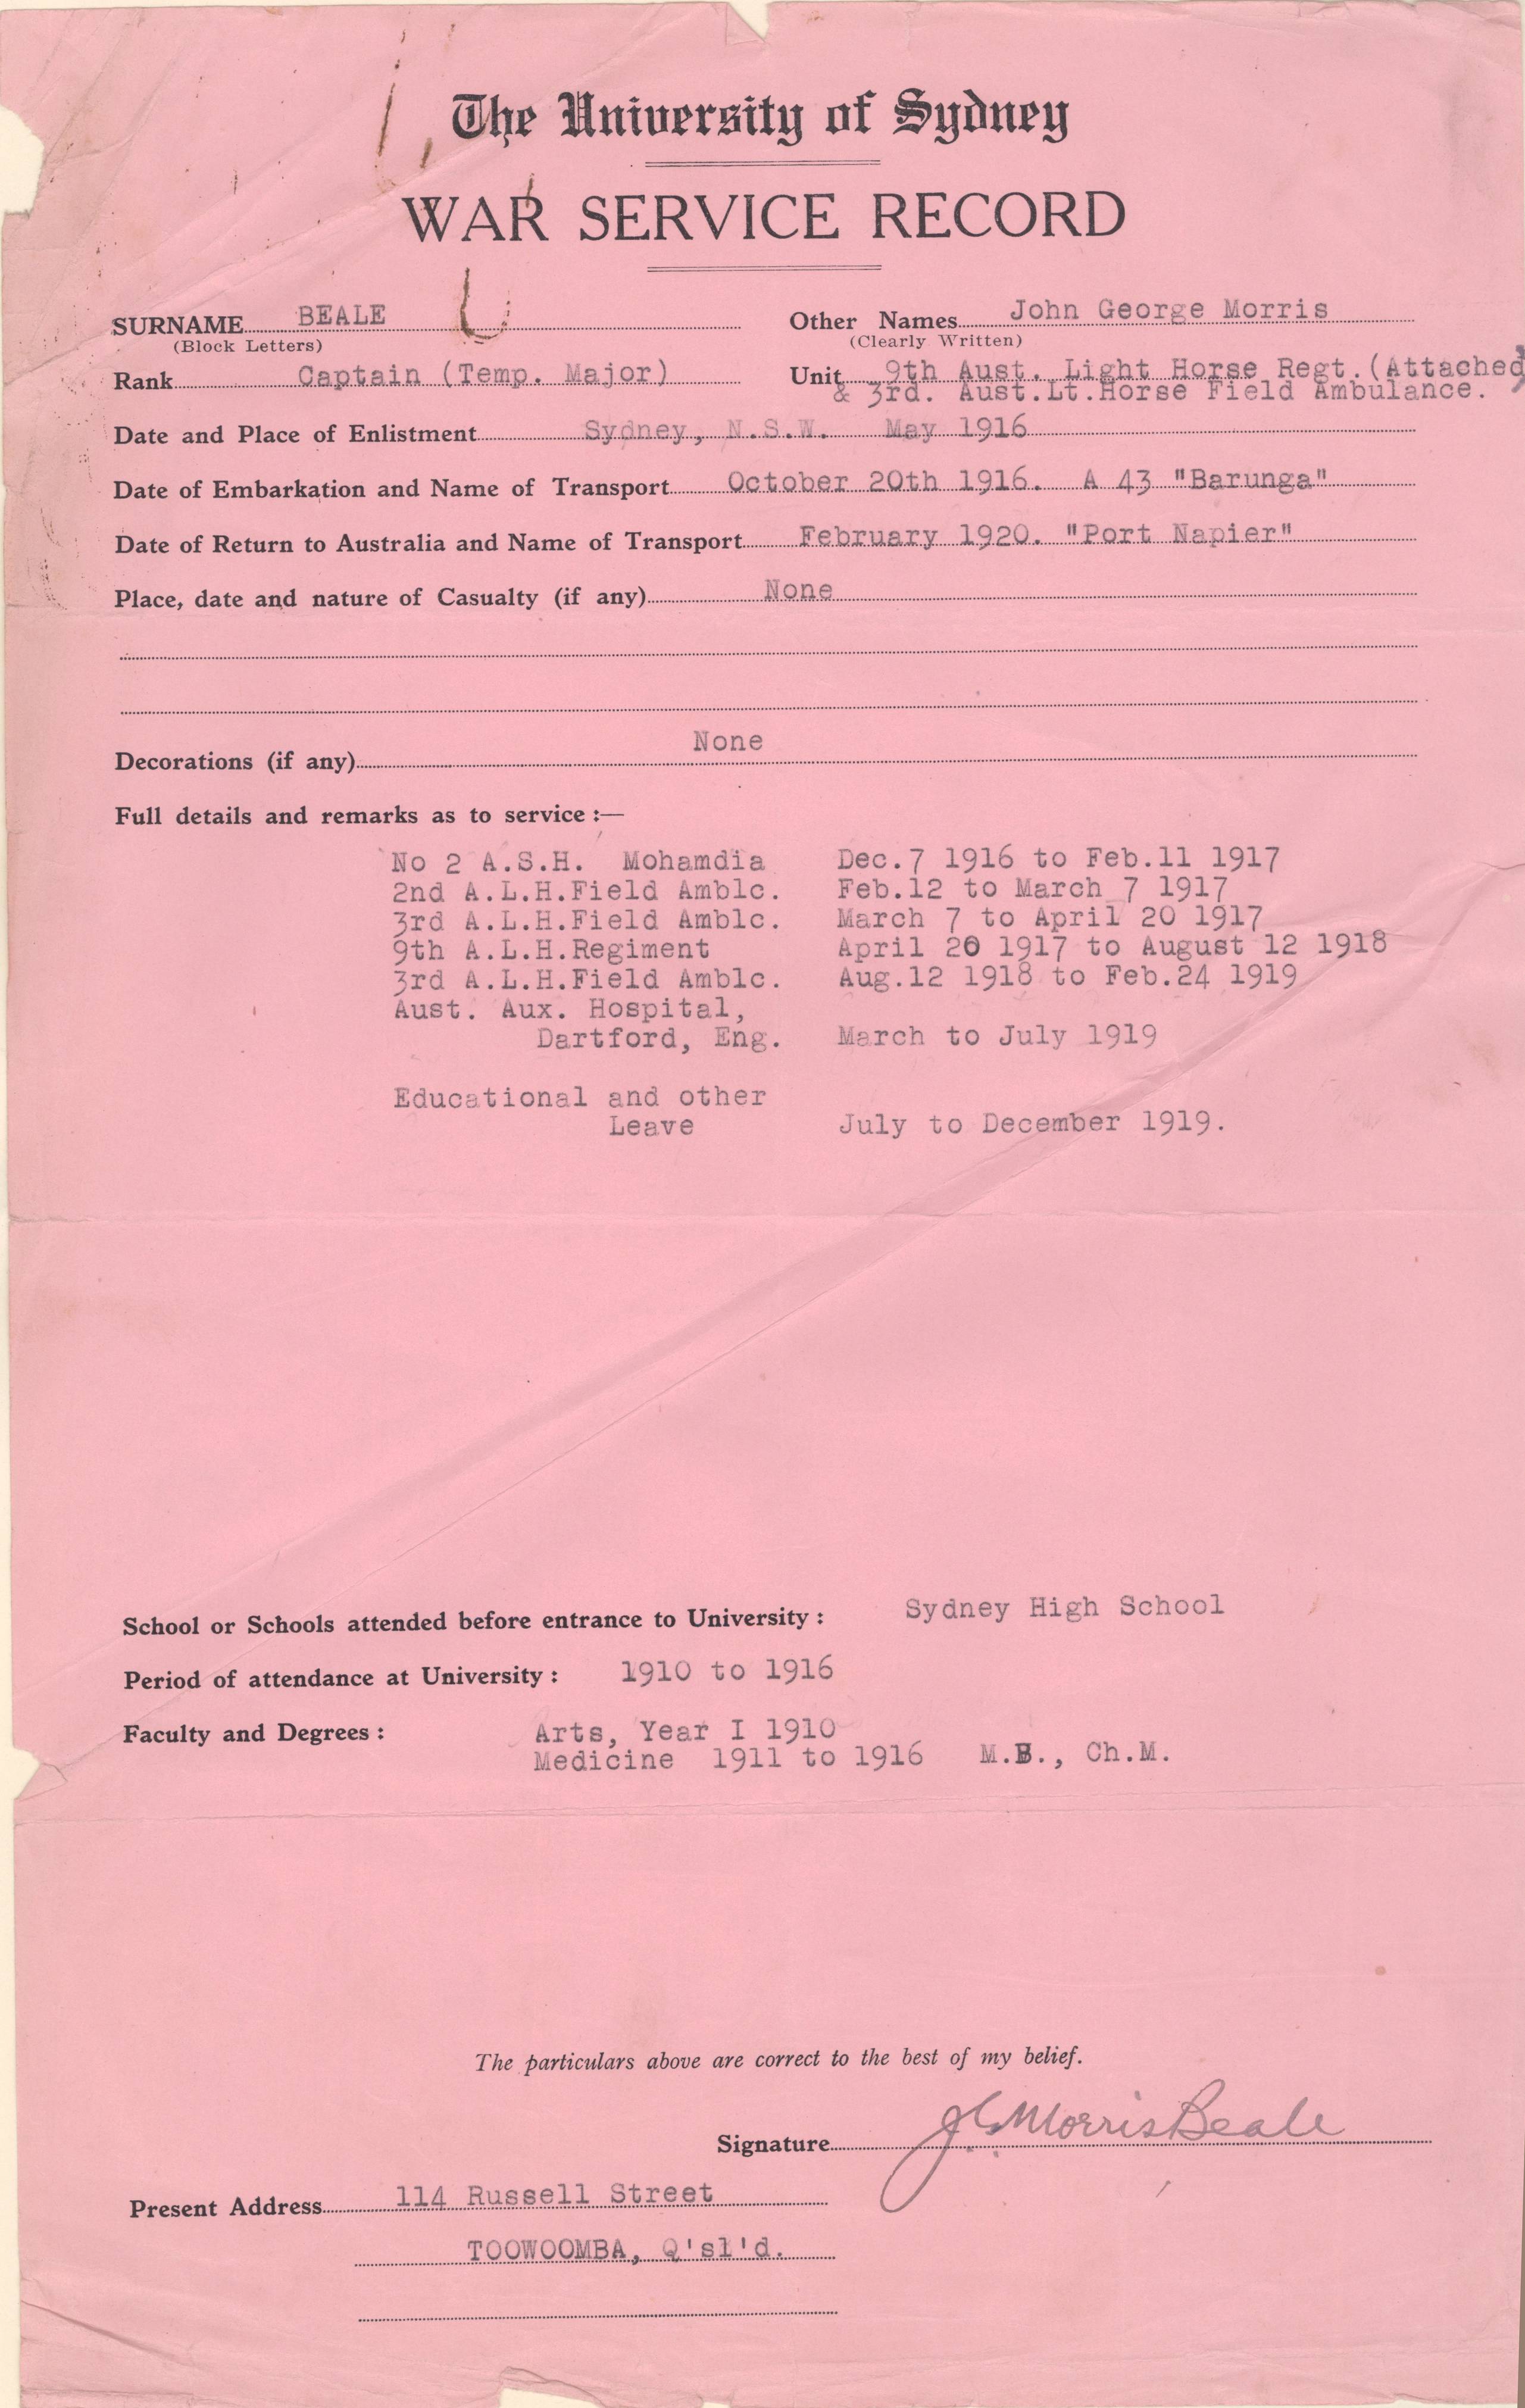 The University of Sydney
WAR SERVICE RECORD
SURNAME BEALE Other Names John George Morris
(Block Letters) (Clearly Written)
Rank Captain (Temp. Major) Unit 9th Aust. Light Horse Regt.(Attached)
& 3rd. Aust.Lt.Horse Field Ambulance.
Date and Place of Enlistment Sydney, N.S.W. May 1916
Date of Embarkation and Name of Transport October 20th 1916. A 43 "Barunga"
Date of Return to Australia and Name of Transport February 1920. "Port Napier"
Place, date and nature of Casualty (if any) None
Decorations (if any) None
Full details and remarks as to service :—
No 2 A.S.H. Mohamdia Dec.7 1916 to Feb.11 1917
2nd A.L.H.Field Amblc. Feb.12 to March 7 1917
3rd A.L.H.Field Amblc. March 7 to April 20 1917
9th A.L.H.Regiment April 20 1917 to August 12 1918
3rd A.L.H.Field Amblc. Aug.12 1918 to Feb.24 1919
Aust. Aux. Hospital,
Dartford, Eng. March to July 1919
Educational and other
Leave July to December 1919.
School or Schools attended before entrance to University : Sydney High School
Period of attendance at University : 1910 to 1916
Faculty and Degrees : Arts, Year I 1910
Medicine 1911 to 1916 M.B., Ch.M.
The particulars above are correct to the best of my belief.
Signature J G Morris Beale
Present Address 114 Russell Street
TOOWOOMBA, Q'sl'd.